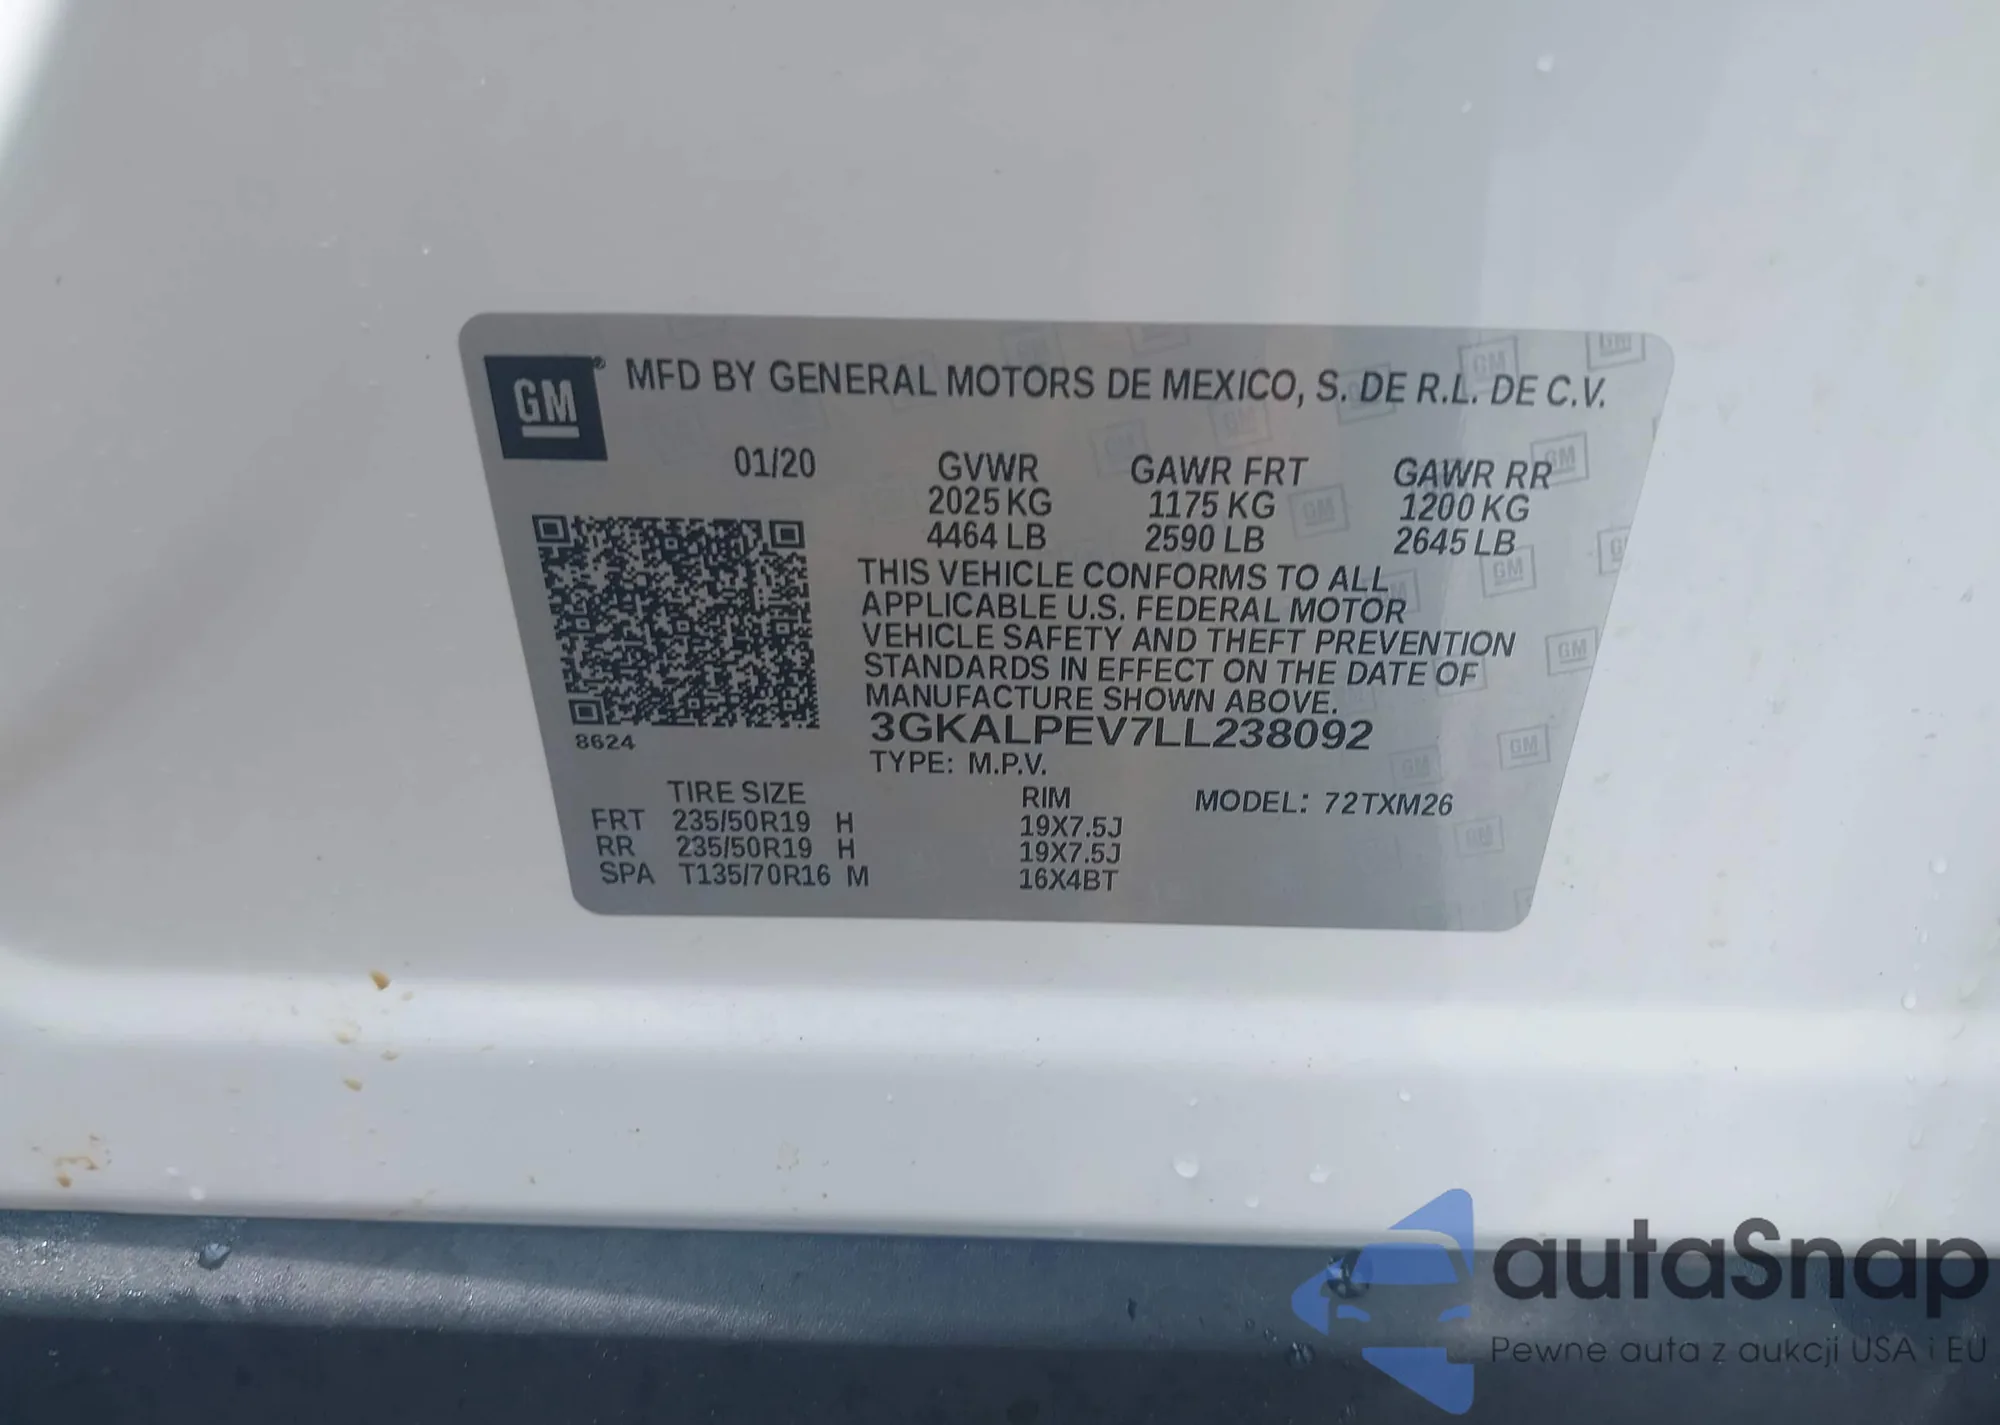 GM® MFD BY GENERAL MOTORS DE MEXICO, S. DE R.L. DE C.V.
01/20 GVWR GAWR FRT GAWR RR
2025 KG 1175 KG 1200 KG
4464 LB 2590 LB 2645 LB
THIS VEHICLE CONFORMS TO ALL
APPLICABLE U.S. FEDERAL MOTOR
VEHICLE SAFETY AND THEFT PREVENTION
STANDARDS IN EFFECT ON THE DATE OF
MANUFACTURE SHOWN ABOVE.
8624 3GKALPEV7LL238092
TYPE: M.P.V.
TIRE SIZE RIM MODEL: 72TXM26
FRT 235/50R19 H 19X7.5J
RR 235/50R19 H 19X7.5J
SPA T135/70R16 M 16X4BT
autaSnap
Pewne auta z aukcji USA i EU